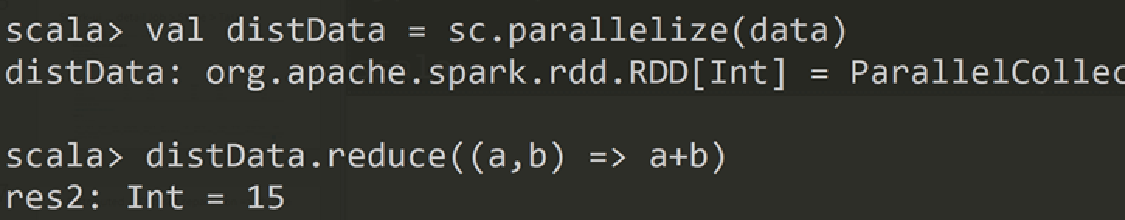 scala> val distData = sc.parallelize(data)
distData: org.apache.spark.rdd.RDD[Int] = ParallelCollec
scala> distData.reduce((a,b) => a+b)
res2: Int = 15